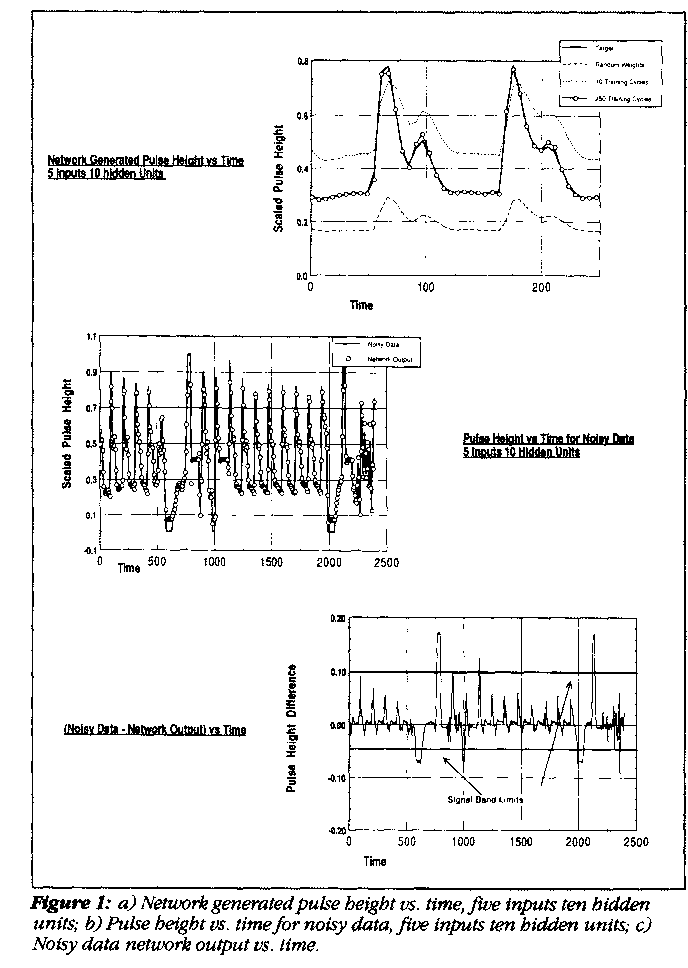 Target
Random Weights
10 Training Cycles
250 Training Cycles
0.8
0.6
0.4
0.2
0.0
Scaled Pulse Height
0
100
200
Time
Network Generated Pulse Height vs Time
5 Inputs 10 hidden Units
Noisy Data
Network Output
1.1
0.9
0.7
0.5
0.3
0.1
-0.1
Scaled Pulse Height
0
500
1000
1500
2000
2500
Time
Pulse Height vs Time for Noisy Data
5 Inputs 10 Hidden Units
0.20
0.10
0.00
-0.10
-0.20
Pulse Height Difference
Signal Band Limits
0
500
1000
1500
2000
2500
Time
(Noisy Data - Network Output) vs Time
Figure 1: a) Network generated pulse height vs. time, five inputs ten hidden
units; b) Pulse height vs. time for noisy data, five inputs ten hidden units; c)
Noisy data network output vs. time.